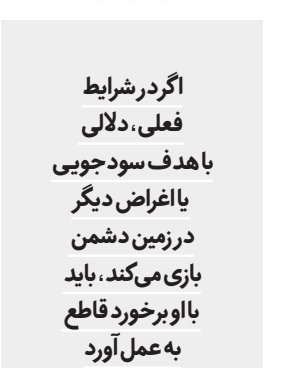 اگر در شرایط
فعلی، دلالی
با هدف سودجویی
یا اغراض دیگر
در زمین دشمن
بازی می‌کند، باید
با او برخورد قاطع
به عمل آورد